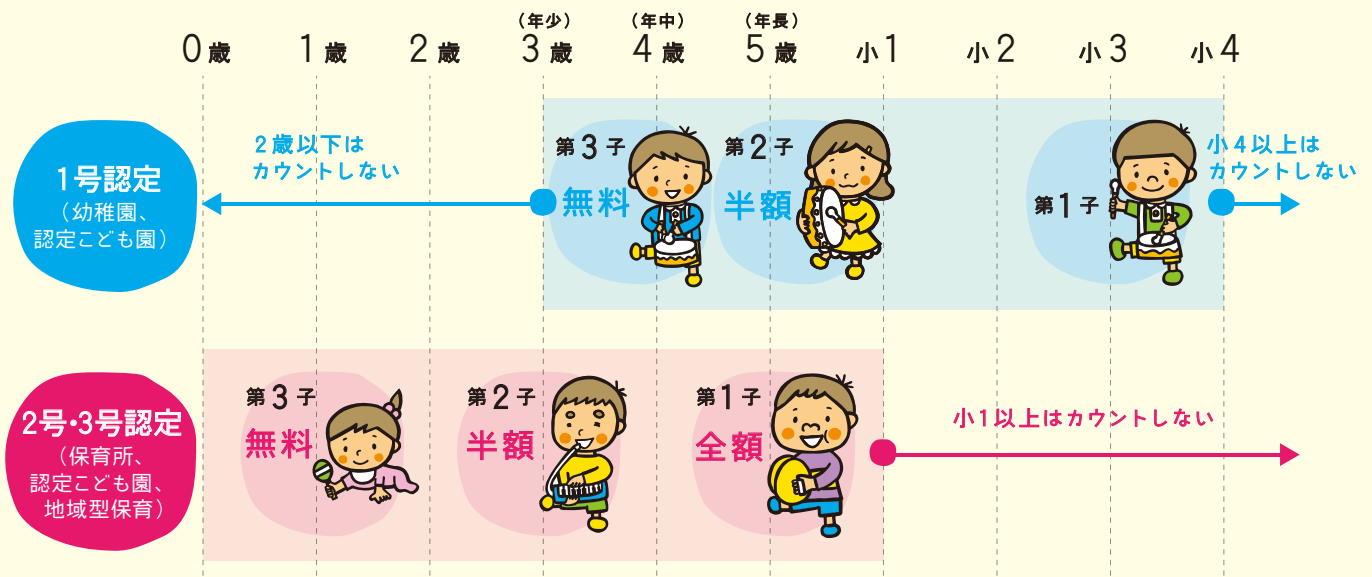 （年少）
（年中）
（年長）
0歳
1歳
2歳
3歳
4歳
5歳
小1
小2
小3
小4
1号認定
（幼稚園、
認定こども園）
2歳以下は
カウントしない
第3子
無料
第2子
半額
第1子
小4以上は
カウントしない
2号・3号認定
（保育所、
認定こども園、
地域型保育）
第3子
無料
第2子
半額
第1子
全額
小1以上はカウントしない